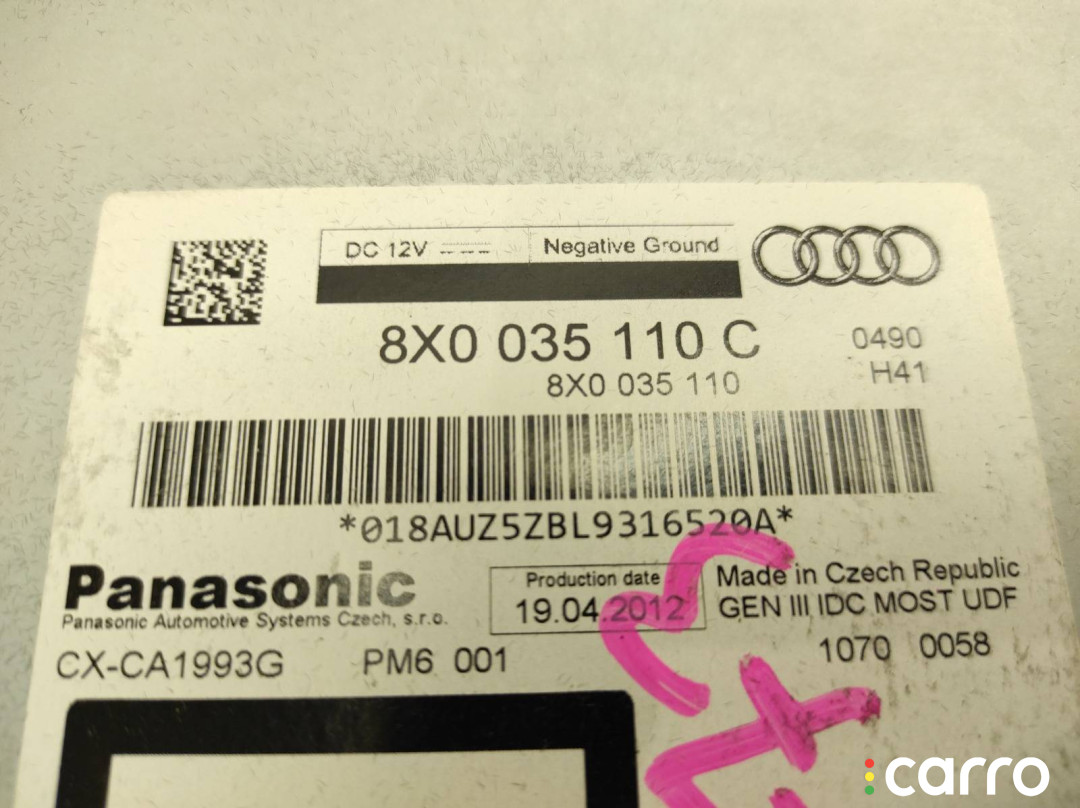 DC 12V Negative Ground
8X0 035 110 C 0490
8X0 035 110 H41
*018AUZ5ZBL9316520A*
Panasonic
Panasonic Automotive Systems Czech, s.r.o.
Production date
19.04.2012
Made in Czech Republic
GEN III IDC MOST UDF
CX-CA1993G PM6 001
1070 0058
carro